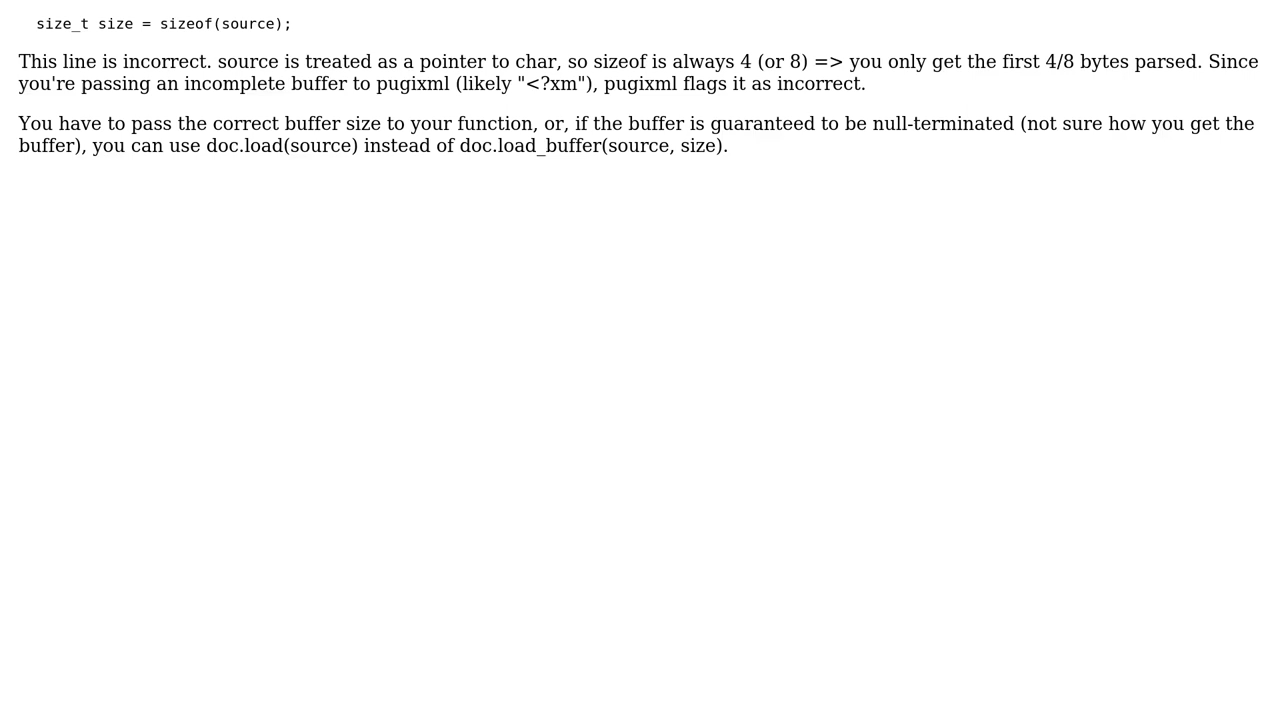 size_t size = sizeof(source);
This line is incorrect. source is treated as a pointer to char, so sizeof is always 4 (or 8) => you only get the first 4/8 bytes parsed. Since
you're passing an incomplete buffer to pugixml (likely "<?xm"), pugixml flags it as incorrect.
You have to pass the correct buffer size to your function, or, if the buffer is guaranteed to be null-terminated (not sure how you get the
buffer), you can use doc.load(source) instead of doc.load_buffer(source, size).